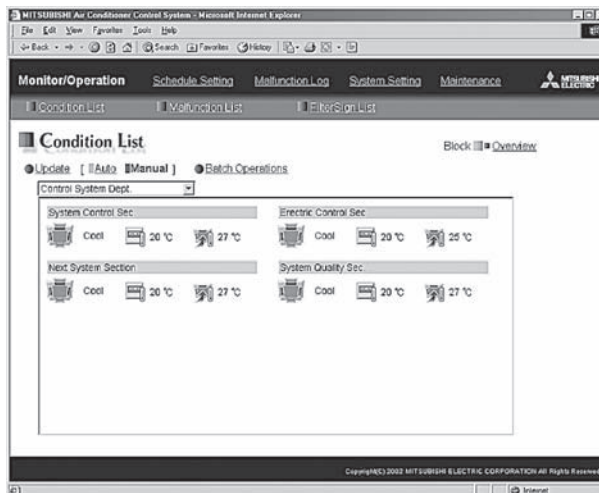 MITSUBISHI Air Conditioner Control System - Microsoft Internet Explorer
File Edit View Favorites Tools Help
Back Search Favorites History
Monitor/Operation Schedule Setting Malfunction Log System Setting Maintenance MITSUBISHI ELECTRIC
Condition List Malfunction List Filter Sign List
Condition List Block Overview
Update [ Auto Manual ] Batch Operations
Control System Dept.
System Control Sec Erectric Control Sec
Cool 20 °C 27 °C Cool 20 °C 25 °C
Next System Section System Quality Sec
Cool 20 °C 27 °C Cool 20 °C 27 °C
Copyright(C) 2002 MITSUBISHI ELECTRIC CORPORATION All Rights Reserved
Internet